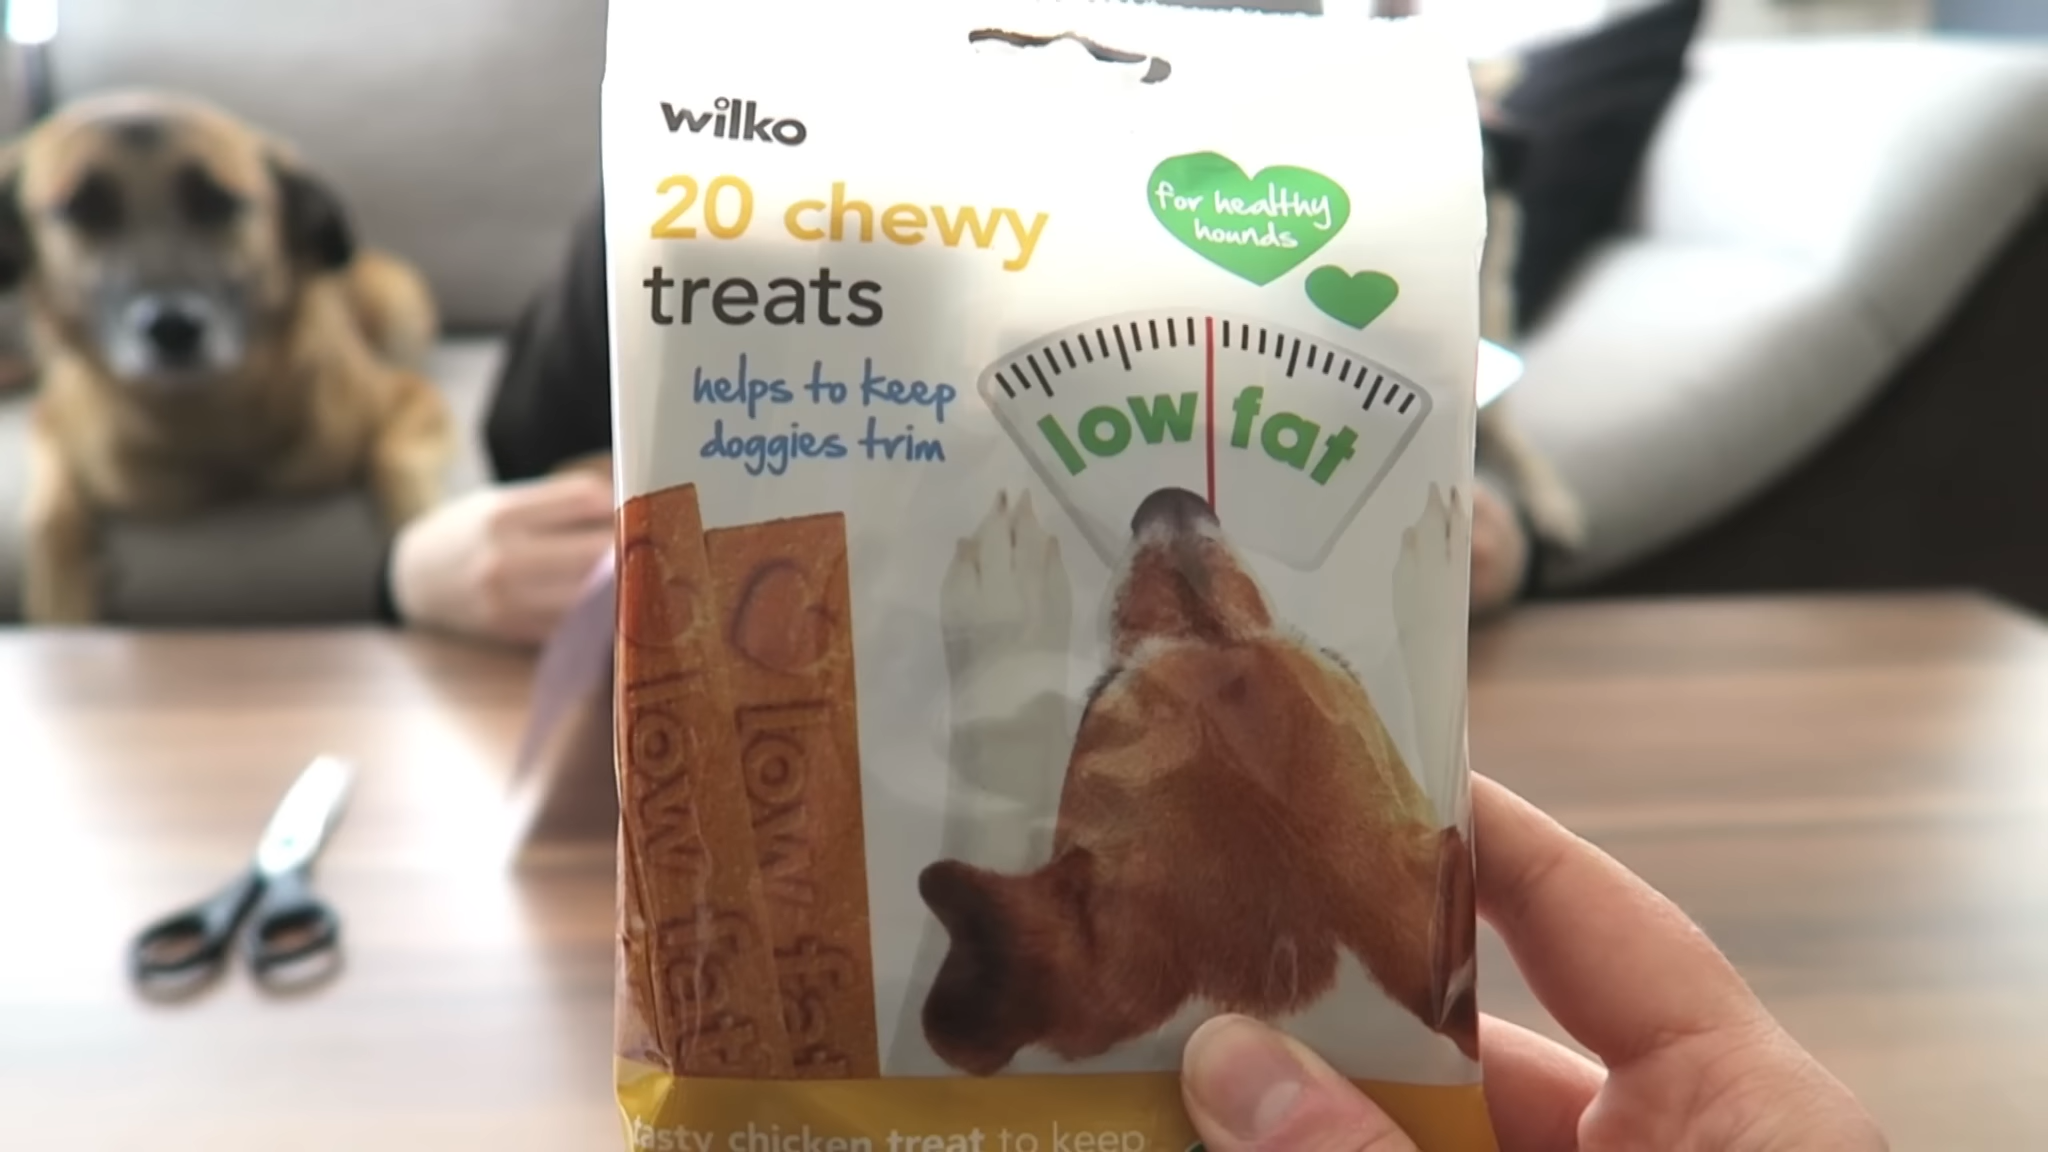 wilko
20 chewy
treats
for healthy
hounds
helps to keep
doggies trim
low fat
low fat
low fat
tasty chicken treat to keep